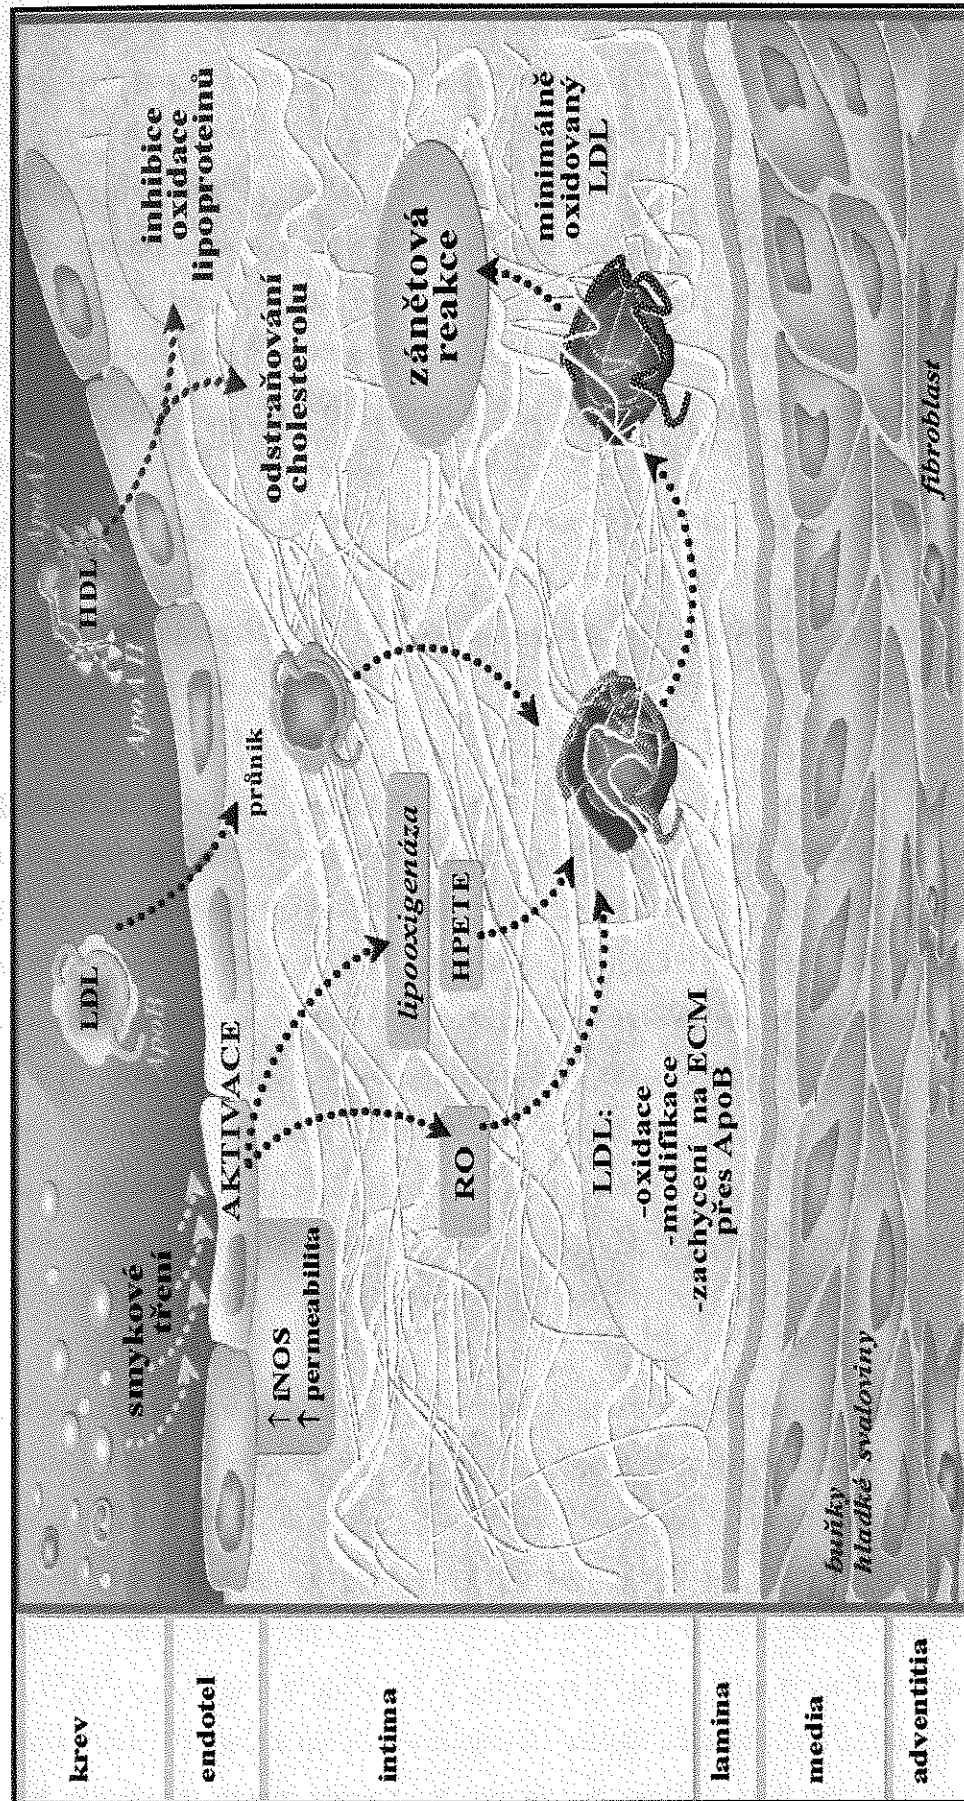 krev
endotel
intima
lamina
media
adventitia
smykové
tření
LDL
HDL
ApoA II
AKTIVACE
průnik
inhibice
oxidace
lipoproteinů
odstraňování
cholesterolu
↑ iNOS
↑ permeabilita
lipooxigenáza
HPETE
RO
zánětová
reakce
minimálně
oxidovaný
LDL
LDL:
-oxidace
-modifikace
-zachycení na ECM
přes ApoB
buňky
hladké svaloviny
fibroblast